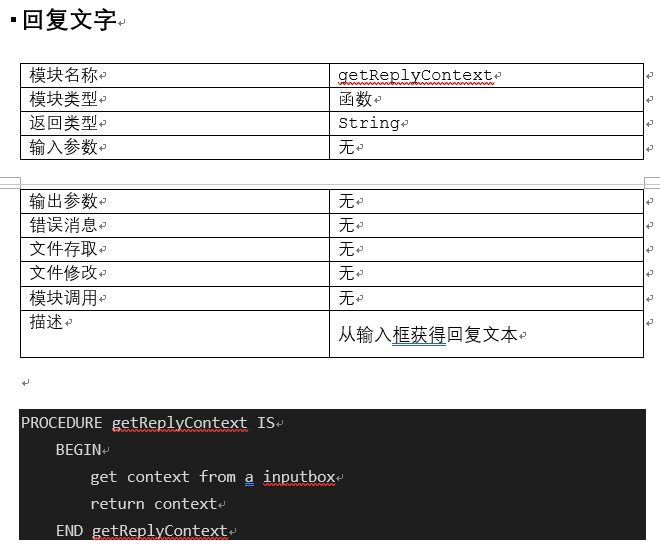 回复文字
模块名称 getReplyContext
模块类型 函数
返回类型 String
输入参数 无
输出参数 无
错误消息 无
文件存取 无
文件修改 无
模块调用 无
描述 从输入框获得回复文本
PROCEDURE getReplyContext IS
BEGIN
get context from a inputbox
return context
END getReplyContext